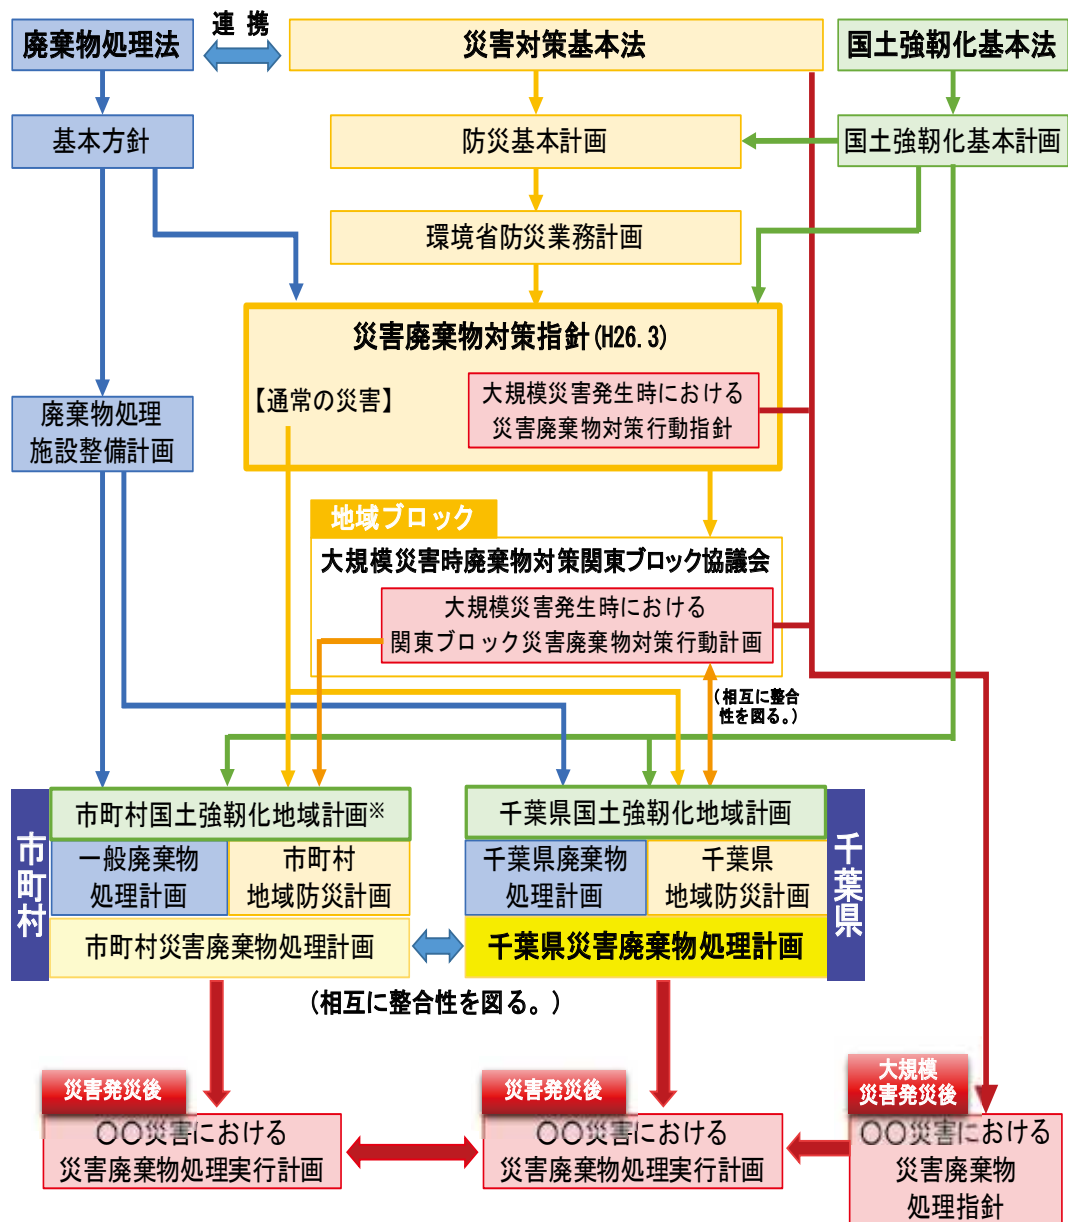 連 携
廃棄物処理法
災害対策基本法
国土強靱化基本法
基本方針
防災基本計画
国土強靱化基本計画
環境省防災業務計画
災害廃棄物対策指針(H26.3)
【通常の災害】
大規模災害発生時における
災害廃棄物対策行動指針
廃棄物処理
施設整備計画
地域ブロック
大規模災害時廃棄物対策関東ブロック協議会
大規模災害発生時における
関東ブロック災害廃棄物対策行動計画
(相互に整合
性を図る。)
市町村
市町村国土強靱化地域計画※
一般廃棄物
処理計画
市町村
地域防災計画
市町村災害廃棄物処理計画
千葉県国土強靱化地域計画
千葉県廃棄物
処理計画
千葉県
地域防災計画
千葉県災害廃棄物処理計画
千葉県
(相互に整合性を図る。)
災害発災後
〇〇災害における
災害廃棄物処理実行計画
災害発災後
〇〇災害における
災害廃棄物処理実行計画
大規模
災害発災後
〇〇災害における
災害廃棄物
処理指針